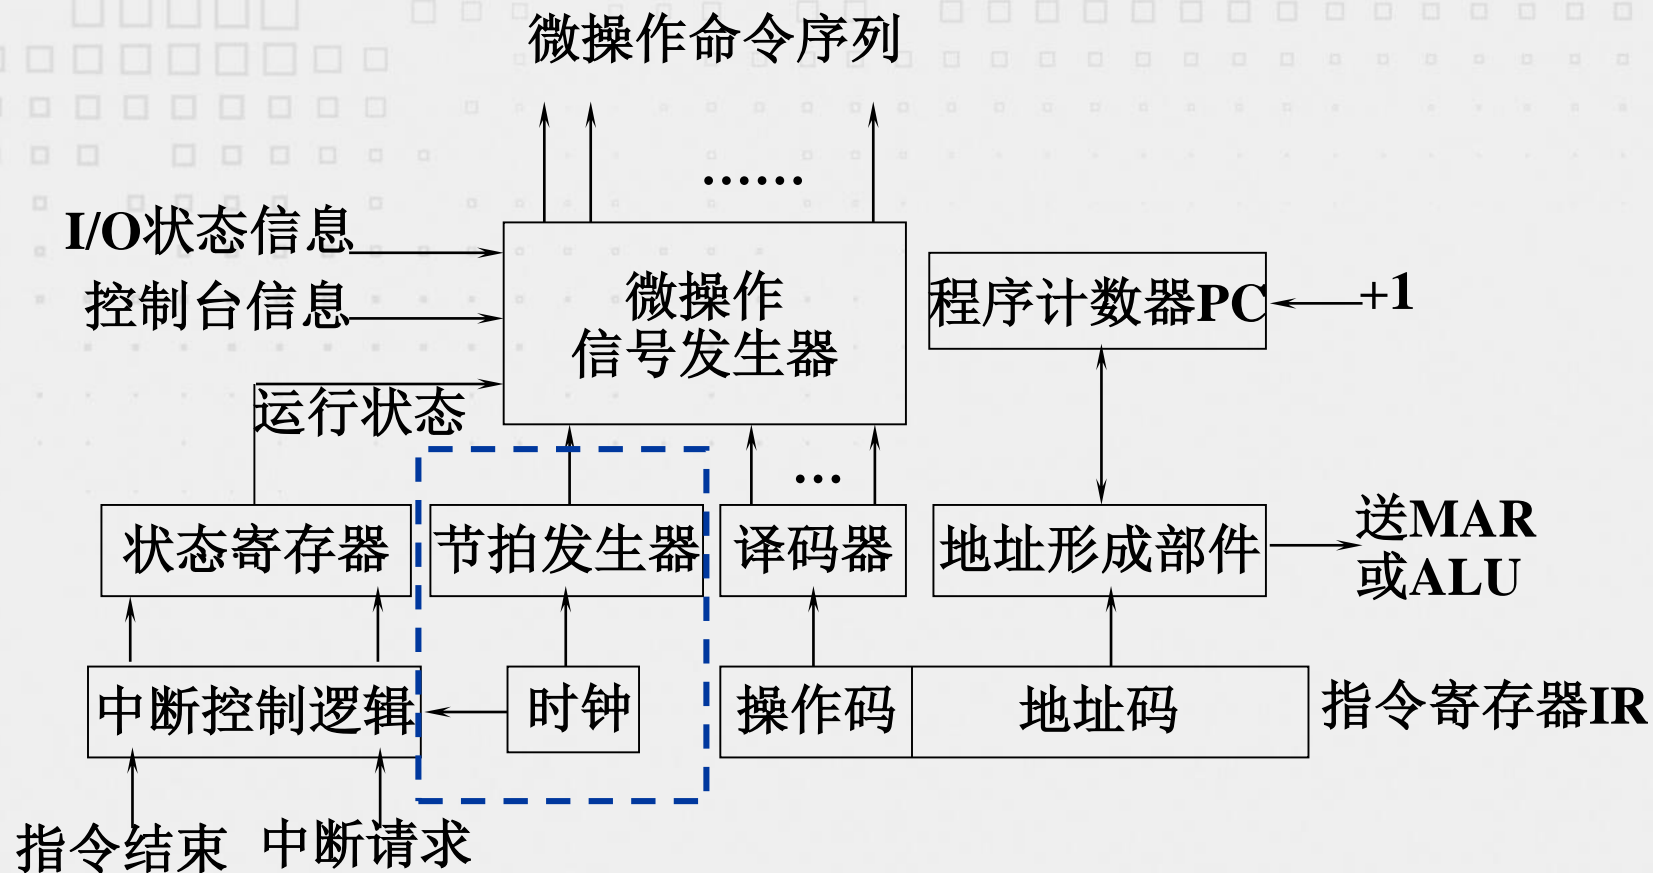 微操作命令序列
......
I/O状态信息
控制台信息
运行状态
微操作
信号发生器
程序计数器PC
+1
...
状态寄存器
节拍发生器
译码器
地址形成部件
送MAR
或ALU
中断控制逻辑
时钟
操作码
地址码
指令寄存器IR
指令结束
中断请求